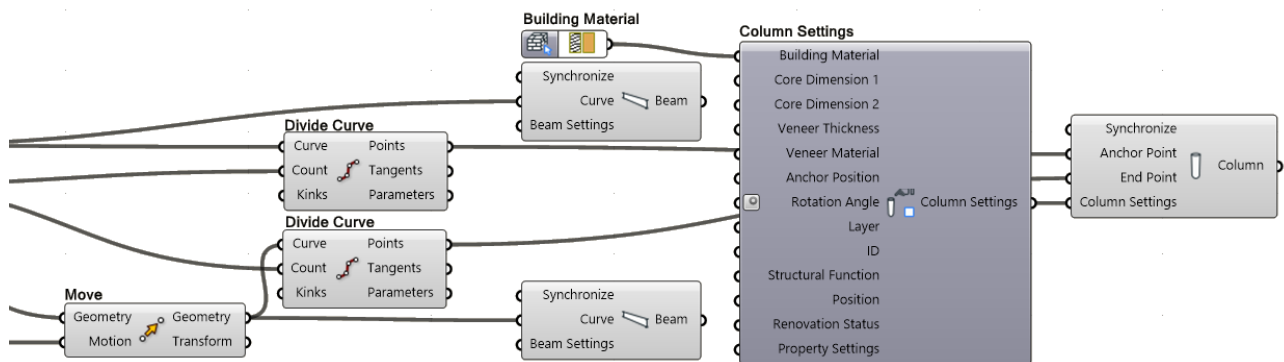 Building Material
Synchronize
Curve Beam
Beam Settings
Divide Curve
Curve Points
Count Tangents
Kinks Parameters
Divide Curve
Curve Points
Count Tangents
Kinks Parameters
Move
Geometry Geometry
Motion Transform
Synchronize
Curve Beam
Beam Settings
Column Settings
Building Material
Core Dimension 1
Core Dimension 2
Veneer Thickness
Veneer Material
Anchor Position
Rotation Angle
Column Settings
Layer
ID
Structural Function
Position
Renovation Status
Property Settings
Synchronize
Anchor Point
End Point
Column
Column Settings